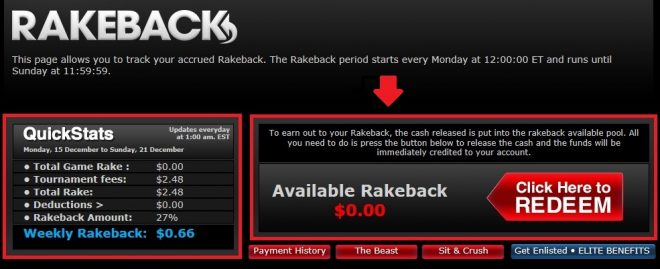 RAKEBACK
This page allows you to track your accrued Rakeback. The Rakeback period starts every Monday at 12:00:00 ET and runs until
Sunday at 11:59:59.
QuickStats
Updates everyday
at 1:00 am. EST
Monday, 15 December to Sunday, 21 December
• Total Game Rake : $0.00
• Tournament fees: $2.48
• Total Rake: $2.48
• Deductions > $0.00
• Rakeback Amount: 27%
Weekly Rakeback: $0.66
To earn out to your Rakeback, the cash released is put into the rakeback available pool. All
you need to do is press the button below to release the cash and the funds will be
immediately credited to your account.
Available Rakeback
$0.00
Click Here to
REDEEM
Payment History
The Beast
Sit & Crush
Get Enlisted • ELITE BENEFITS